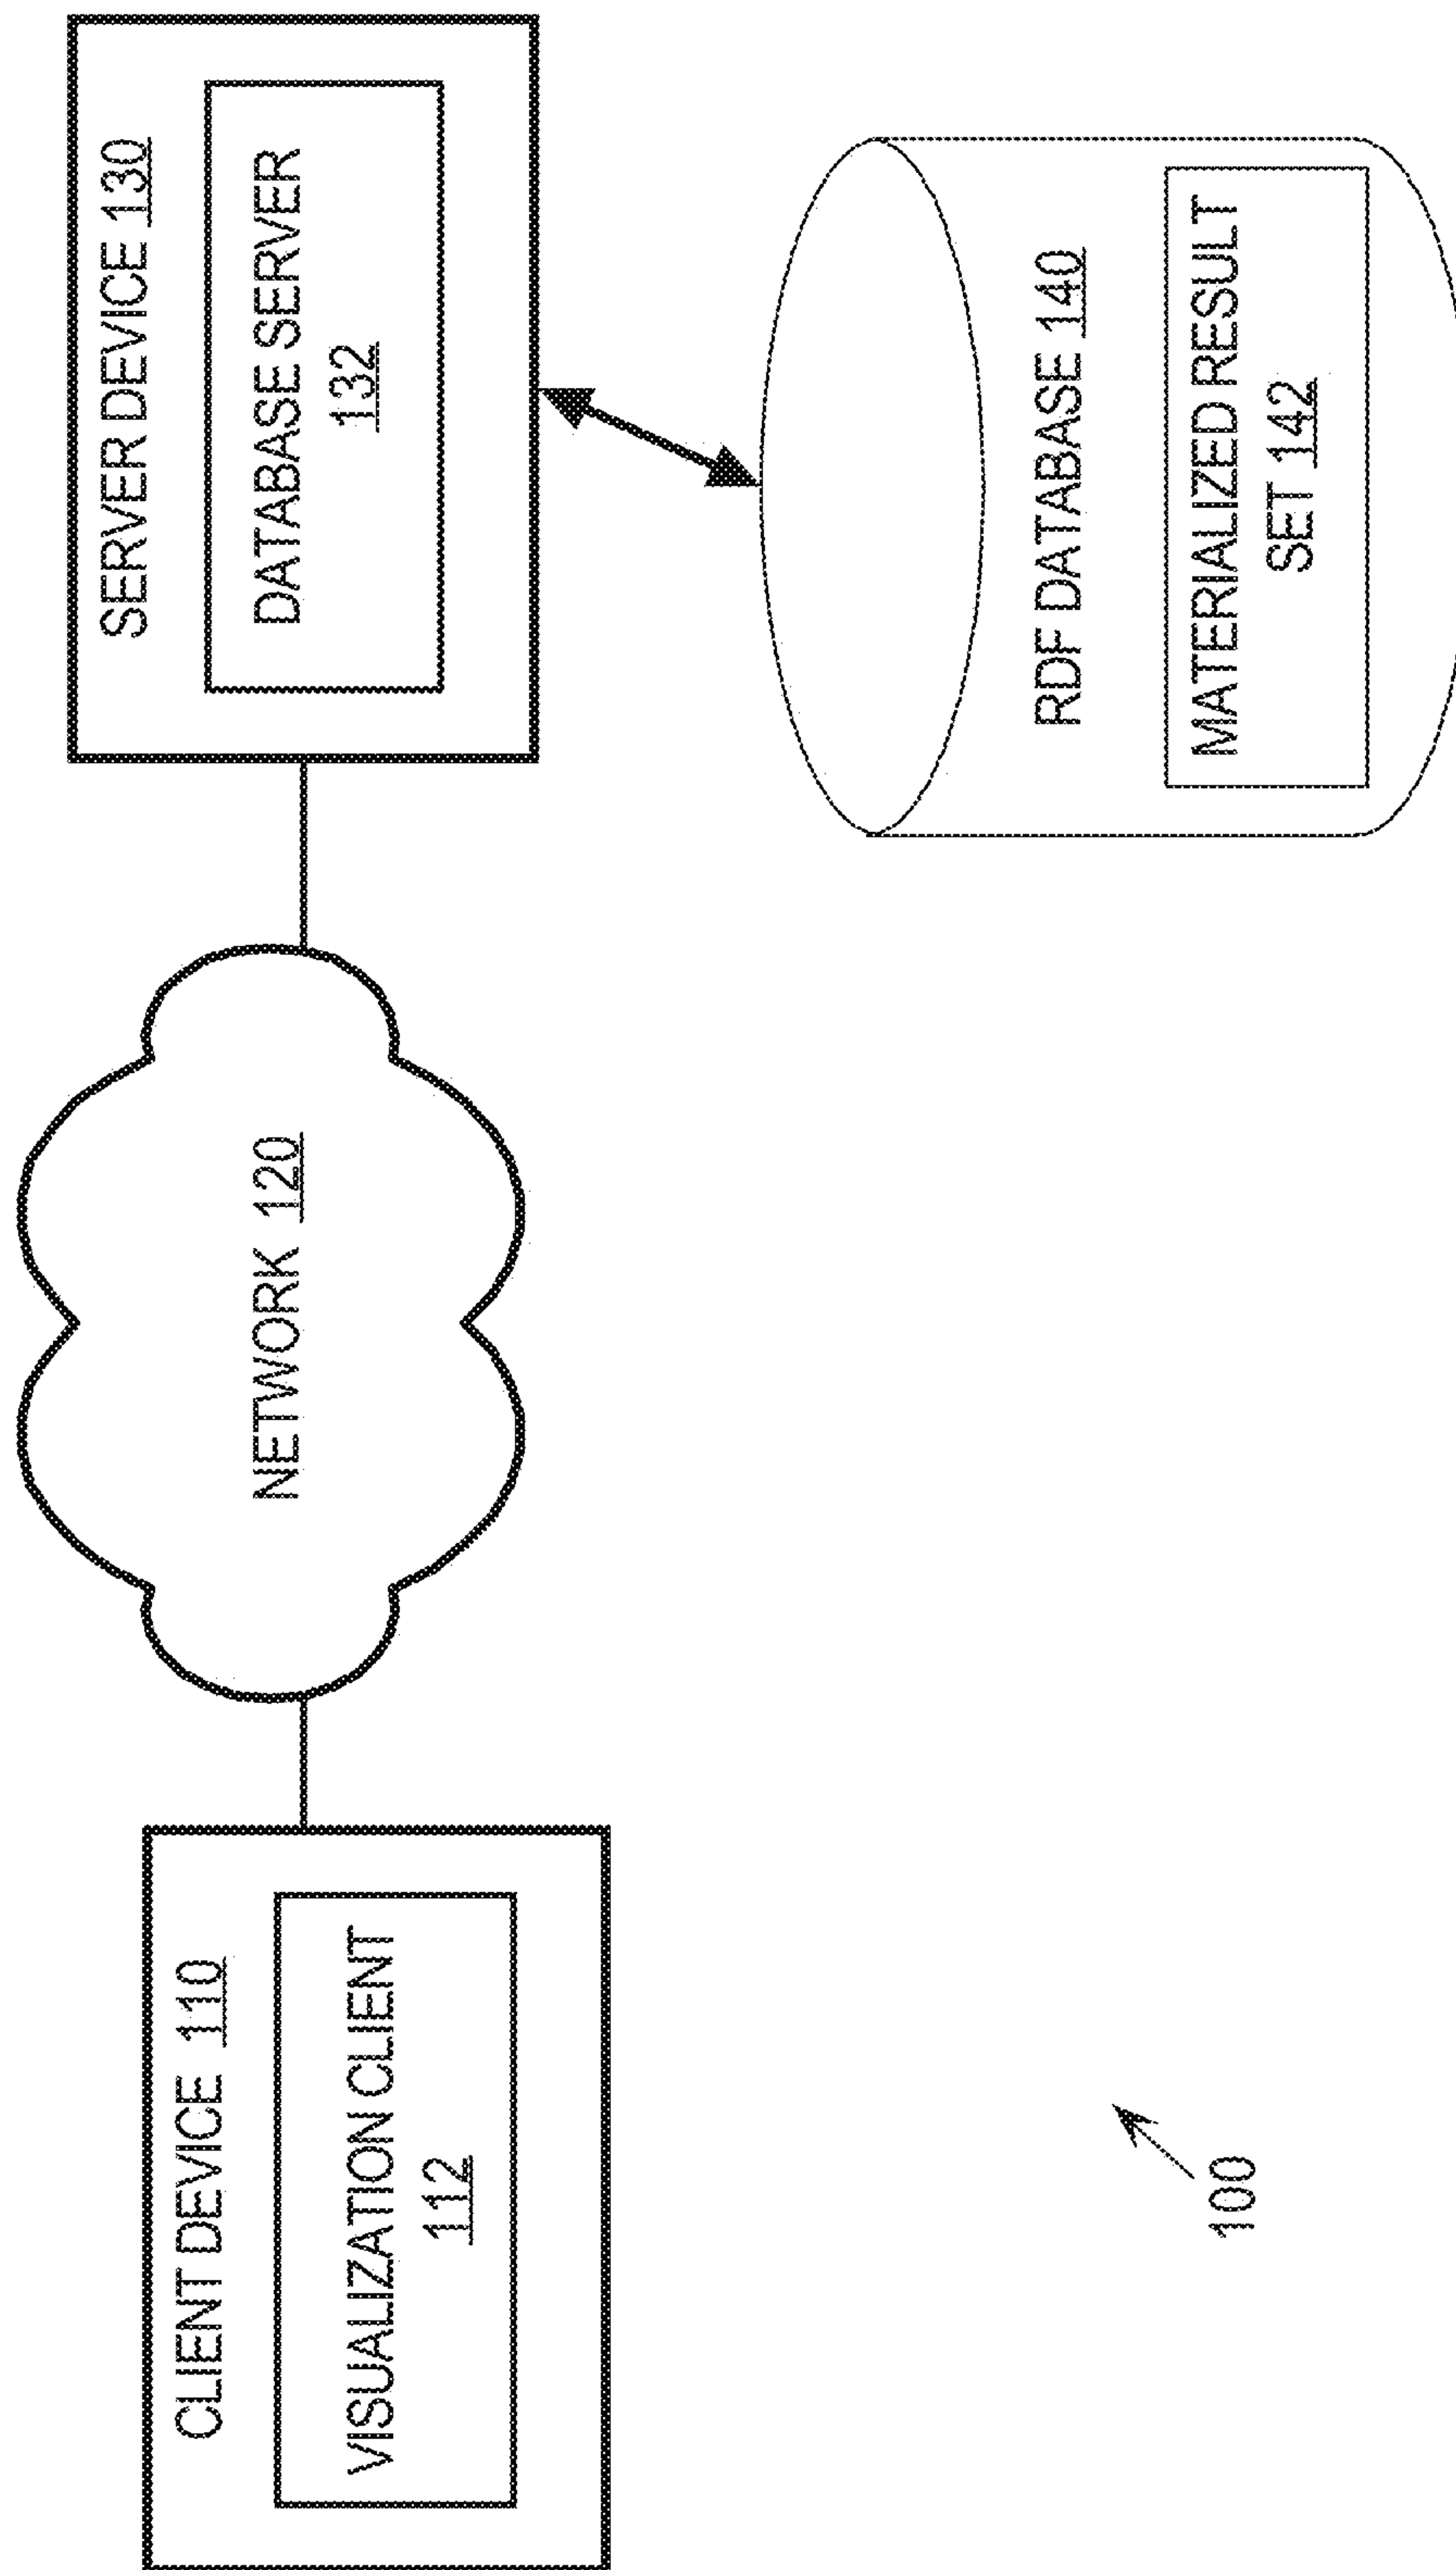 CLIENT DEVICE 110
VISUALIZATION CLIENT
112
NETWORK 120
SERVER DEVICE 130
DATABASE SERVER
132
RDF DATABASE 140
MATERIALIZED RESULT
SET 142
100